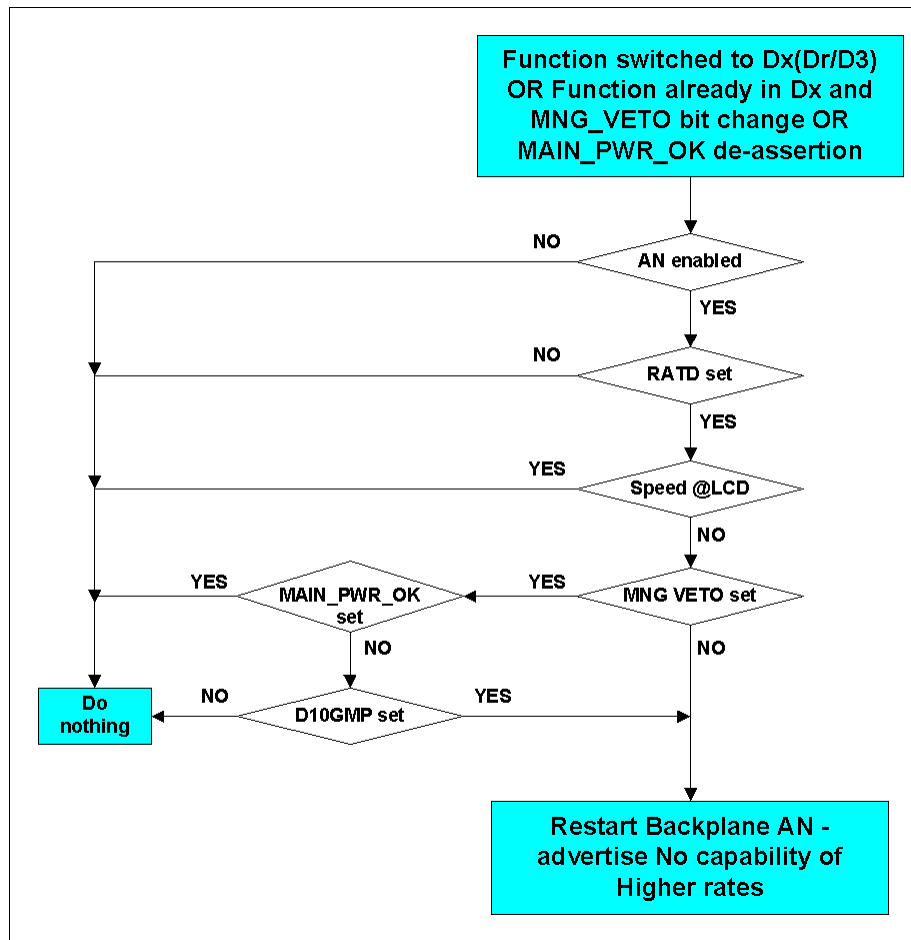 Function switched to Dx(Dr/D3)
OR Function already in Dx and
MNG_VETO bit change OR
MAIN_PWR_OK de-assertion
NO
AN enabled
YES
NO
RATD set
YES
YES
Speed @LCD
NO
YES
MAIN_PWR_OK
set
YES
MNG VETO set
NO
NO
Do
nothing
NO
D10GMP set
YES
Restart Backplane AN -
advertise No capability of
Higher rates